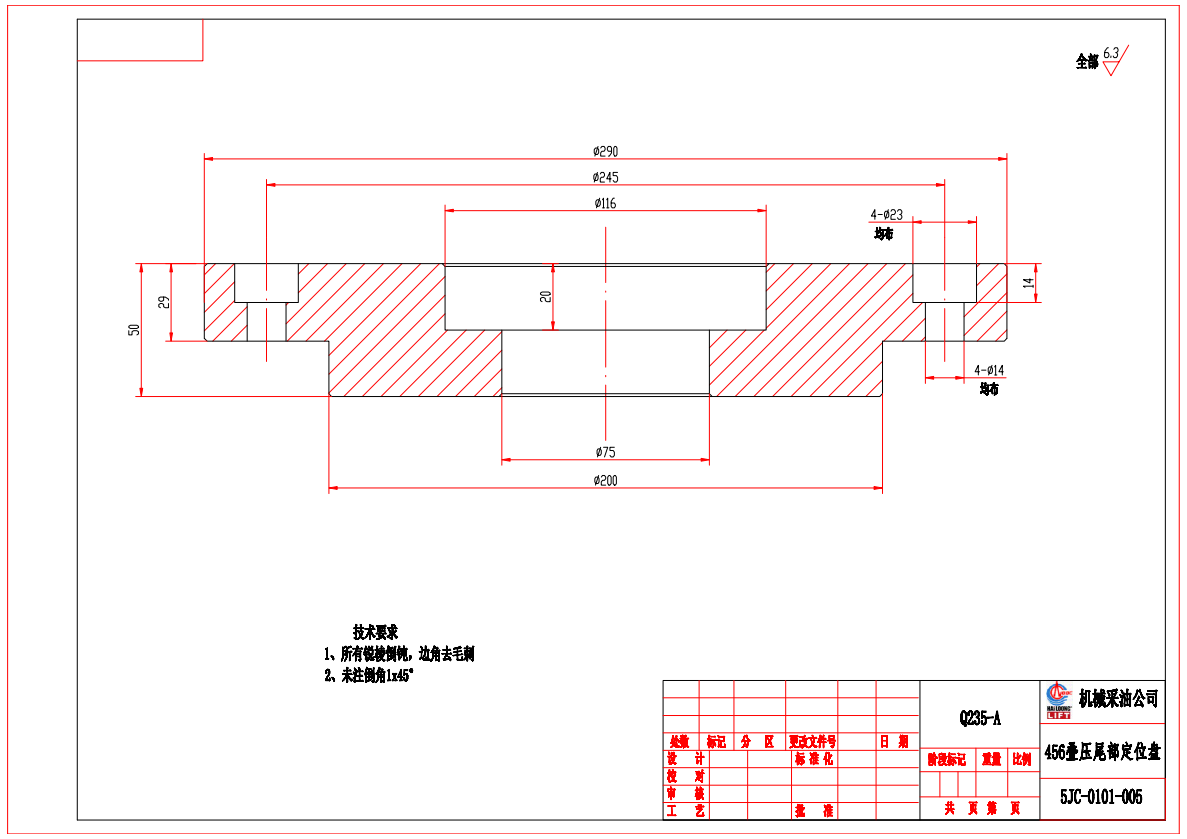 全部 6.3
Ø290
Ø245
Ø116
4-Ø23
均布
50
29
20
14
4-Ø14
均布
Ø75
Ø200
技术要求
1、所有锐棱倒钝，边角去毛刺
2、未注倒角1x45°
处数 标记 分 区 更改文件号 日 期
设 计 标 准 化
校 对
审 核
工 艺 批 准
Q235-A
阶段标记 重量 比例
共 页 第 页
LIFT
机械采油公司
456叠压尾部定位盘
5JC-0101-005